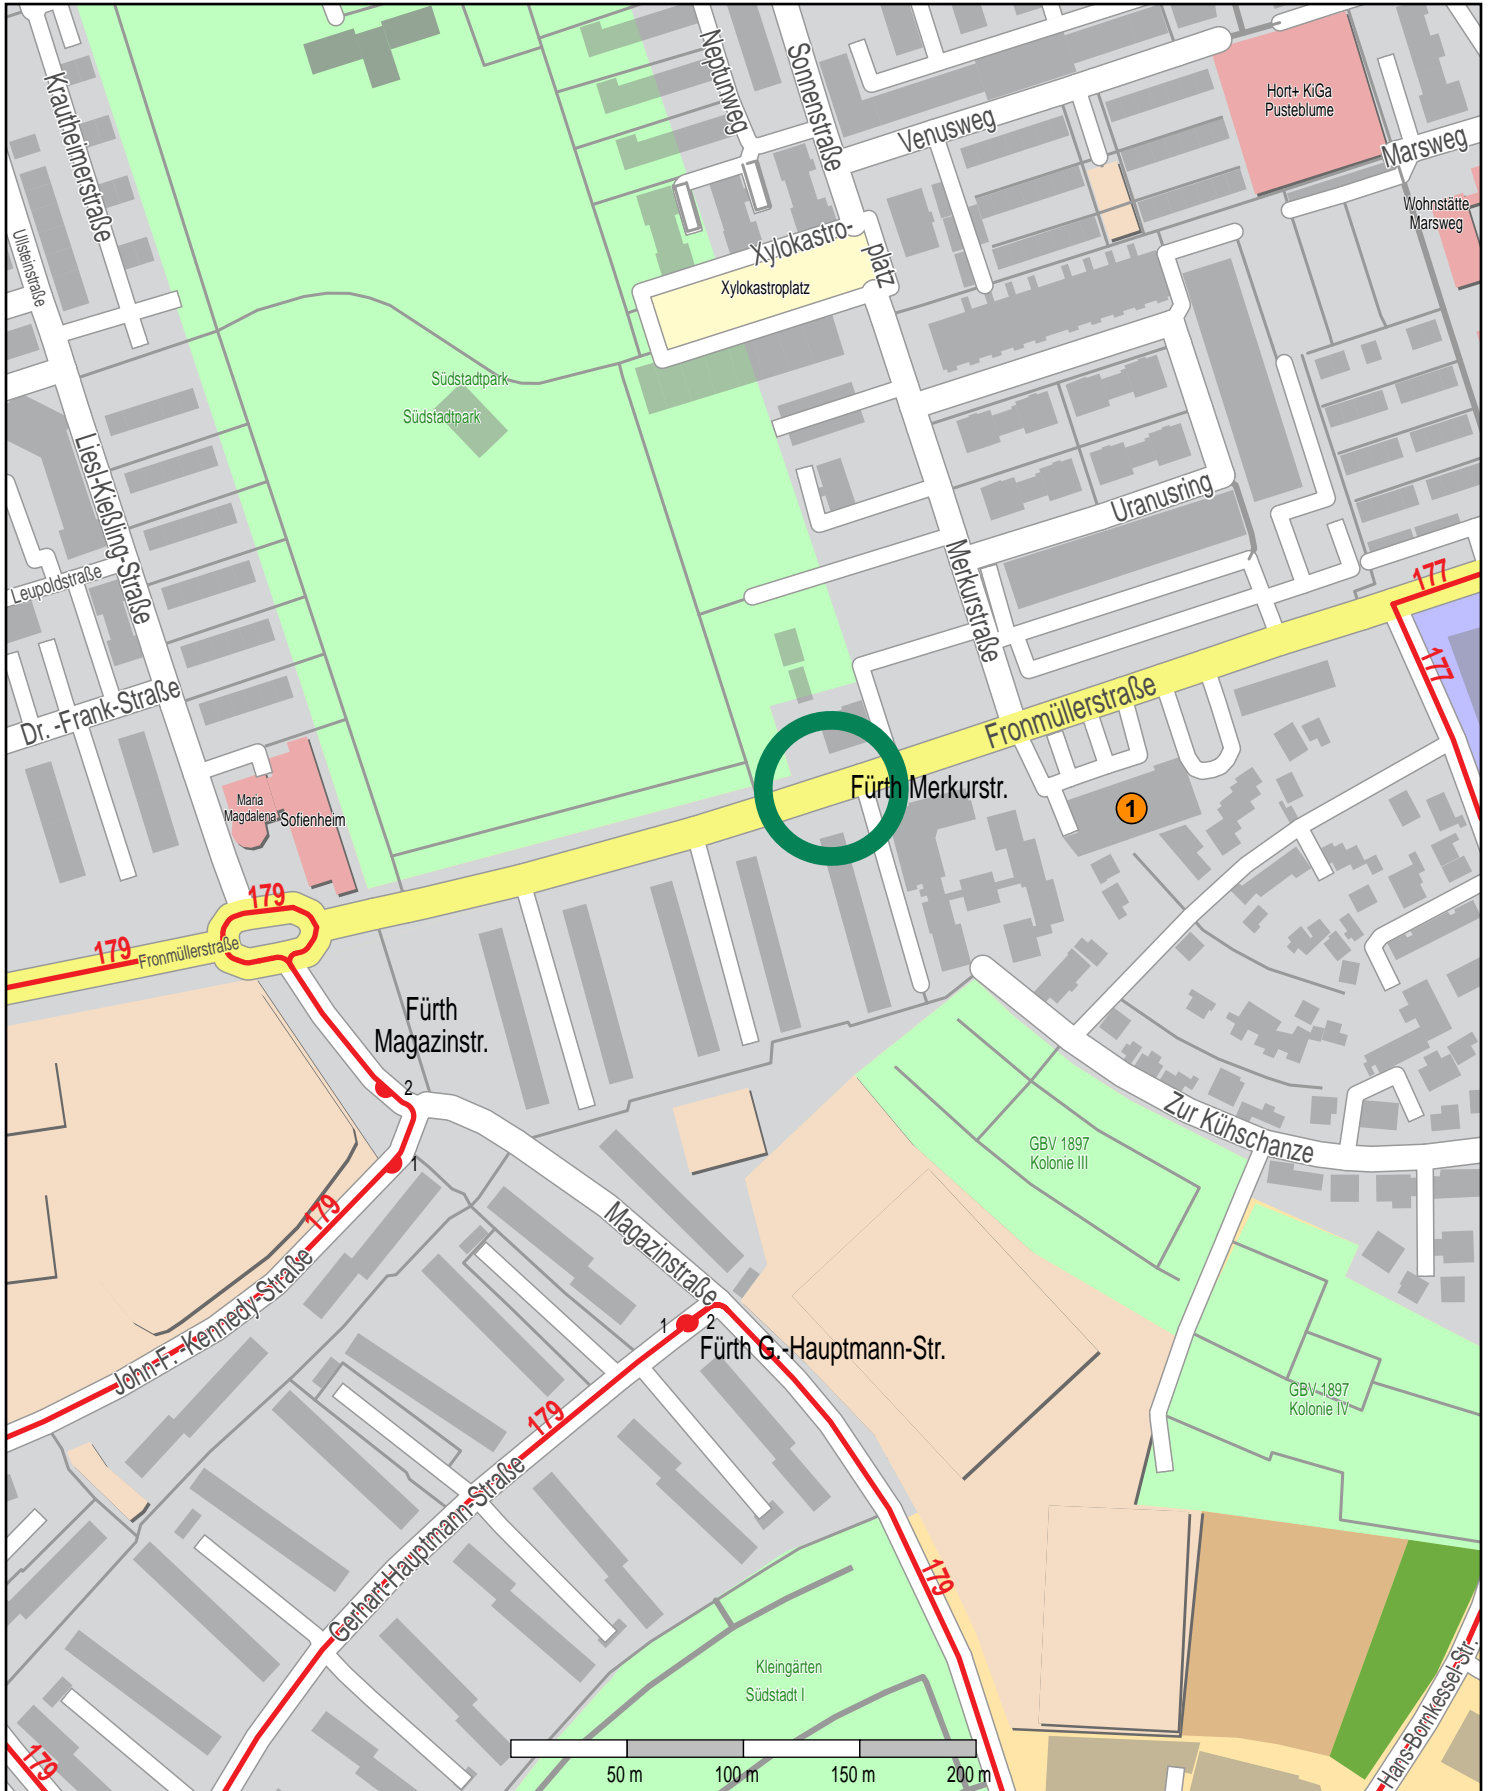 Krautheimerstraße
Neptunweg
Sonnenstraße
Venusweg
Hort+ KiGa
Pusteblume
Marsweg
Wohnstätte
Marsweg
Ullsteinstraße
Xylokastro-
platz
Xylokastroplatz
Südstadtpark
Südstadtpark
Liesl-Kießling-Straße
Uranusring
Leupoldstraße
Merkurstraße
177
177
Dr. -Frank-Straße
Fronmüllerstraße
Fürth Merkurstr.
1
Maria
Magdalena
Sofienheim
179
179
Fronmüllerstraße
Fürth
Magazinstr.
2
1
Zur Kühschanze
GBV 1897
Kolonie III
179
Magazinstraße
John-F. -Kennedy-Straße
1
2
Fürth G.-Hauptmann-Str.
GBV 1897
Kolonie IV
179
Gerhart-Hauptmann-Straße
179
Kleingärten
Südstadt I
Hans-Bornkessel-Str.
179
50 m
100 m
150 m
200 m